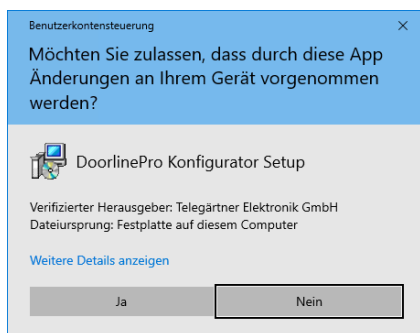 Benutzerkontensteuerung
Möchten Sie zulassen, dass durch diese App
Änderungen an Ihrem Gerät vorgenommen
werden?
DoorlinePro Konfigurator Setup
Verifizierter Herausgeber: Telegärtner Elektronik GmbH
Dateiursprung: Festplatte auf diesem Computer
Weitere Details anzeigen
Ja Nein